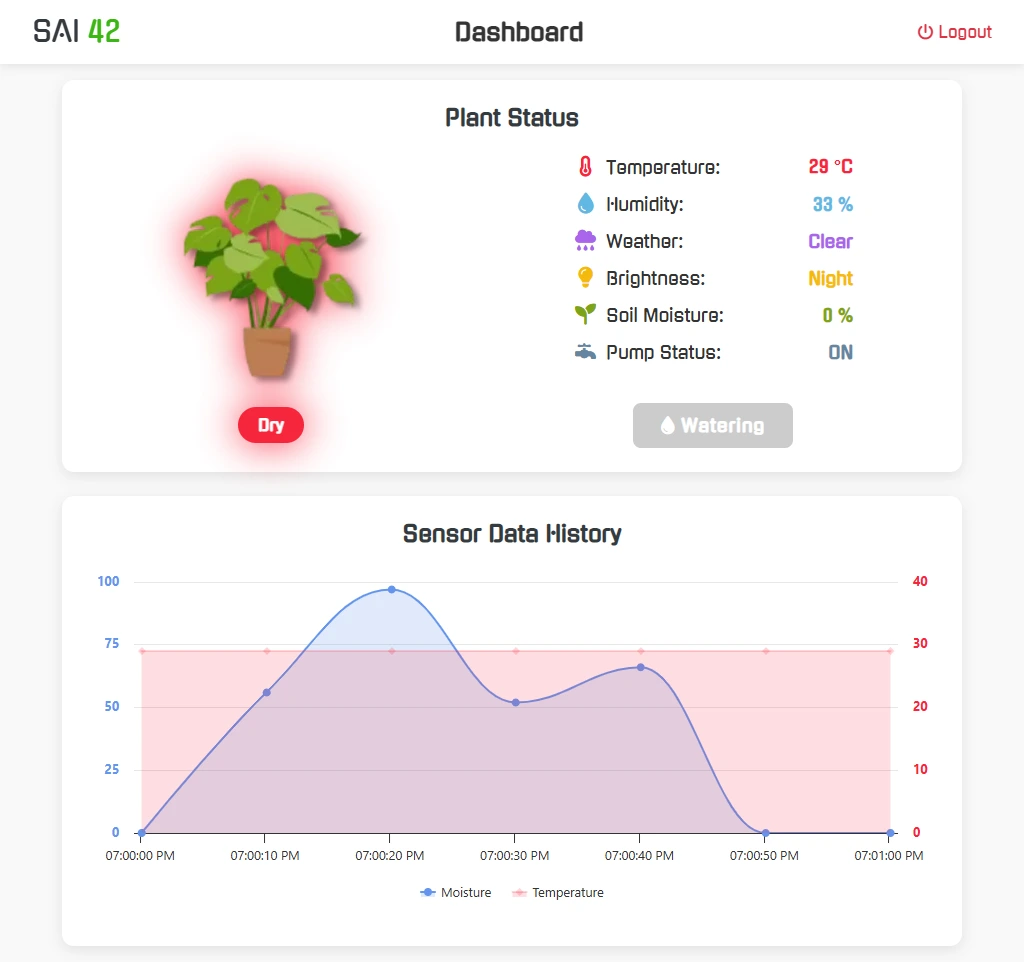 SAI 42
Dashboard
Logout
Plant Status
Temperature: 29 °C
Humidity: 33 %
Weather: Clear
Brightness: Night
Soil Moisture: 0 %
Pump Status: ON
Dry
Watering
Sensor Data History
100 40
75 30
50 20
25 10
0 0
07:00:00 PM 07:00:10 PM 07:00:20 PM 07:00:30 PM 07:00:40 PM 07:00:50 PM 07:01:00 PM
Moisture Temperature